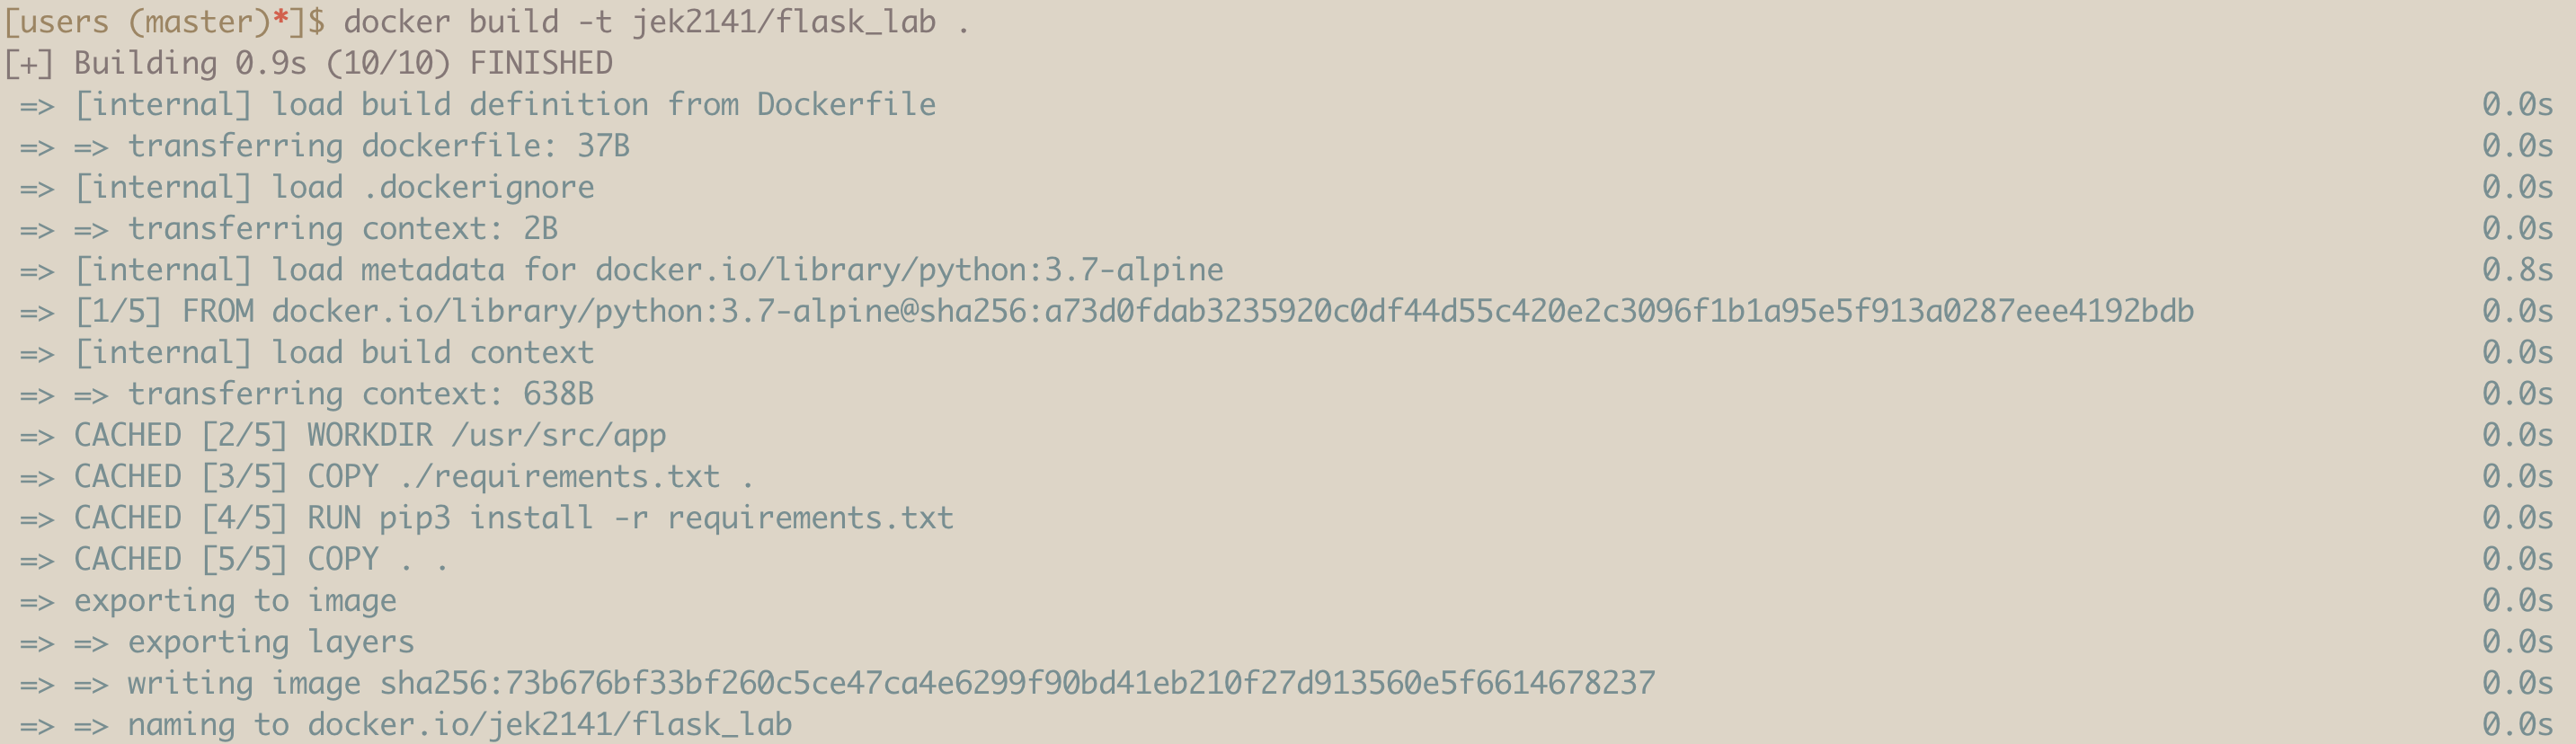 [users (master)*]$ docker build -t jek2141/flask_lab .
[+] Building 0.9s (10/10) FINISHED
=> [internal] load build definition from Dockerfile 0.0s
=> => transferring dockerfile: 37B 0.0s
=> [internal] load .dockerignore 0.0s
=> => transferring context: 2B 0.0s
=> [internal] load metadata for docker.io/library/python:3.7-alpine 0.8s
=> [1/5] FROM docker.io/library/python:3.7-alpine@sha256:a73d0fdab3235920c0df44d55c420e2c3096f1b1a95e5f913a0287eee4192bdb 0.0s
=> [internal] load build context 0.0s
=> => transferring context: 638B 0.0s
=> CACHED [2/5] WORKDIR /usr/src/app 0.0s
=> CACHED [3/5] COPY ./requirements.txt . 0.0s
=> CACHED [4/5] RUN pip3 install -r requirements.txt 0.0s
=> CACHED [5/5] COPY . . 0.0s
=> exporting to image 0.0s
=> => exporting layers 0.0s
=> => writing image sha256:73b676bf33bf260c5ce47ca4e6299f90bd41eb210f27d913560e5f6614678237 0.0s
=> => naming to docker.io/jek2141/flask_lab 0.0s